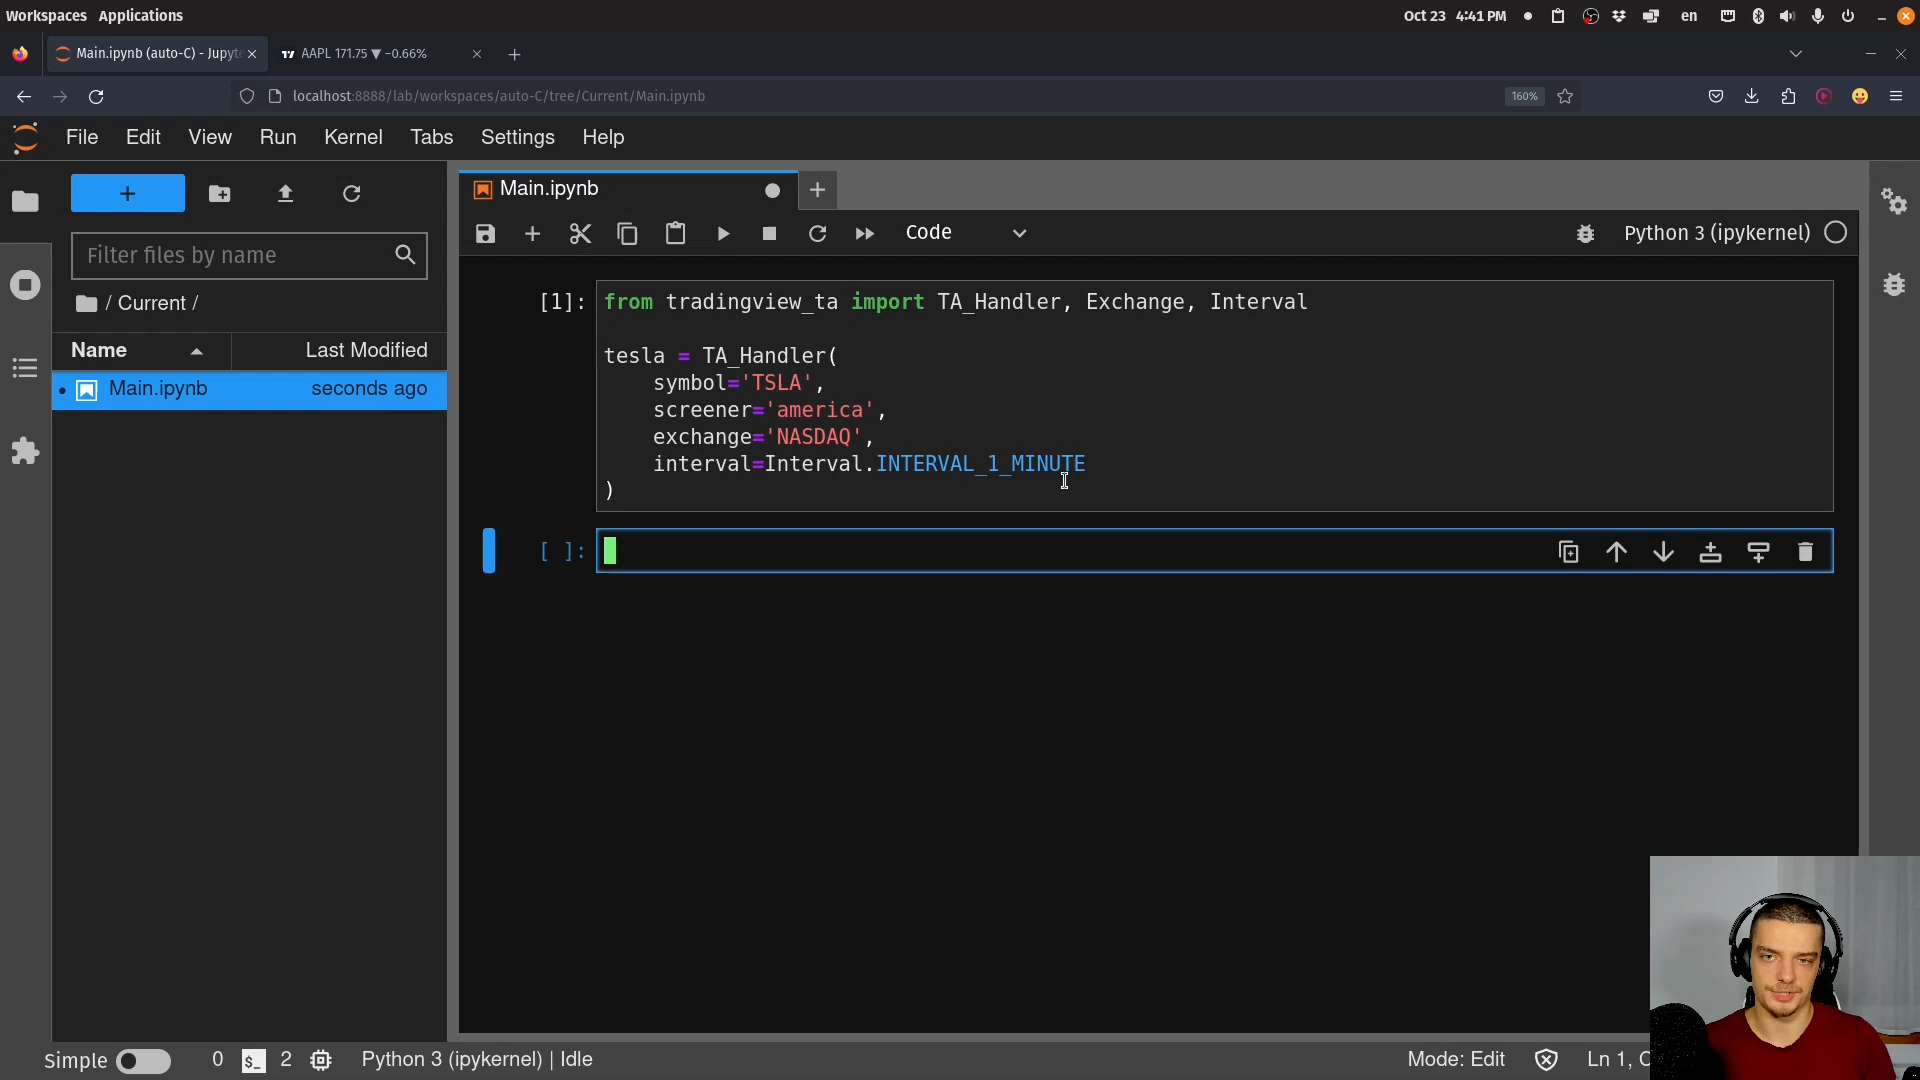 Workspaces Applications
Oct 23 4:41 PM en
Main.ipynb (auto-C) - Jupyte
AAPL 171.75 ▼ −0.66%
localhost:8888/lab/workspaces/auto-C/tree/Current/Main.ipynb
160%
File Edit View Run Kernel Tabs Settings Help
Main.ipynb
Code
Python 3 (ipykernel)
Filter files by name
/ Current /
Name Last Modified
Main.ipynb seconds ago
[1]: from tradingview_ta import TA_Handler, Exchange, Interval
tesla = TA_Handler(
symbol='TSLA',
screener='america',
exchange='NASDAQ',
interval=Interval.INTERVAL_1_MINUTE
)
[ ]:
Simple 0 $_ 2 Python 3 (ipykernel) | Idle
Mode: Edit Ln 1, C